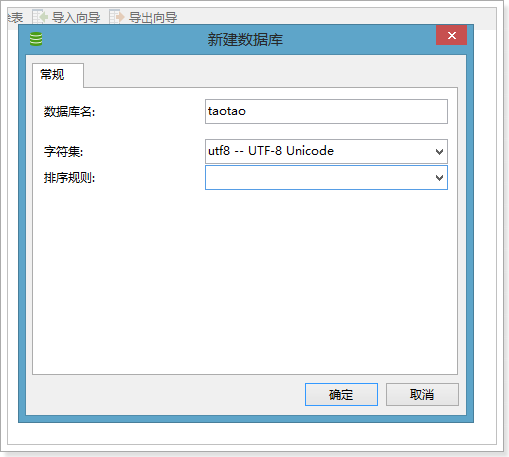 表 导入向导 导出向导
新建数据库
常规
数据库名: taotao
字符集: utf8 -- UTF-8 Unicode
排序规则:
确定 取消